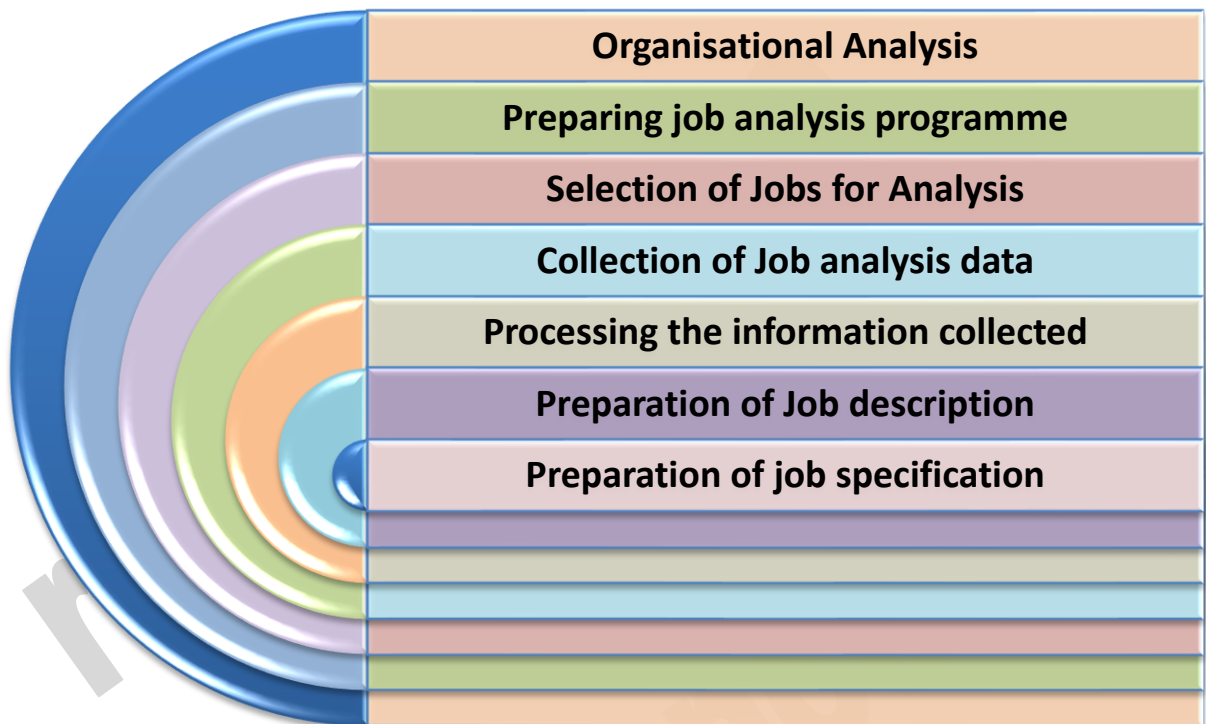 Organisational Analysis
Preparing job analysis programme
Selection of Jobs for Analysis
Collection of Job analysis data
Processing the information collected
Preparation of Job description
Preparation of job specification